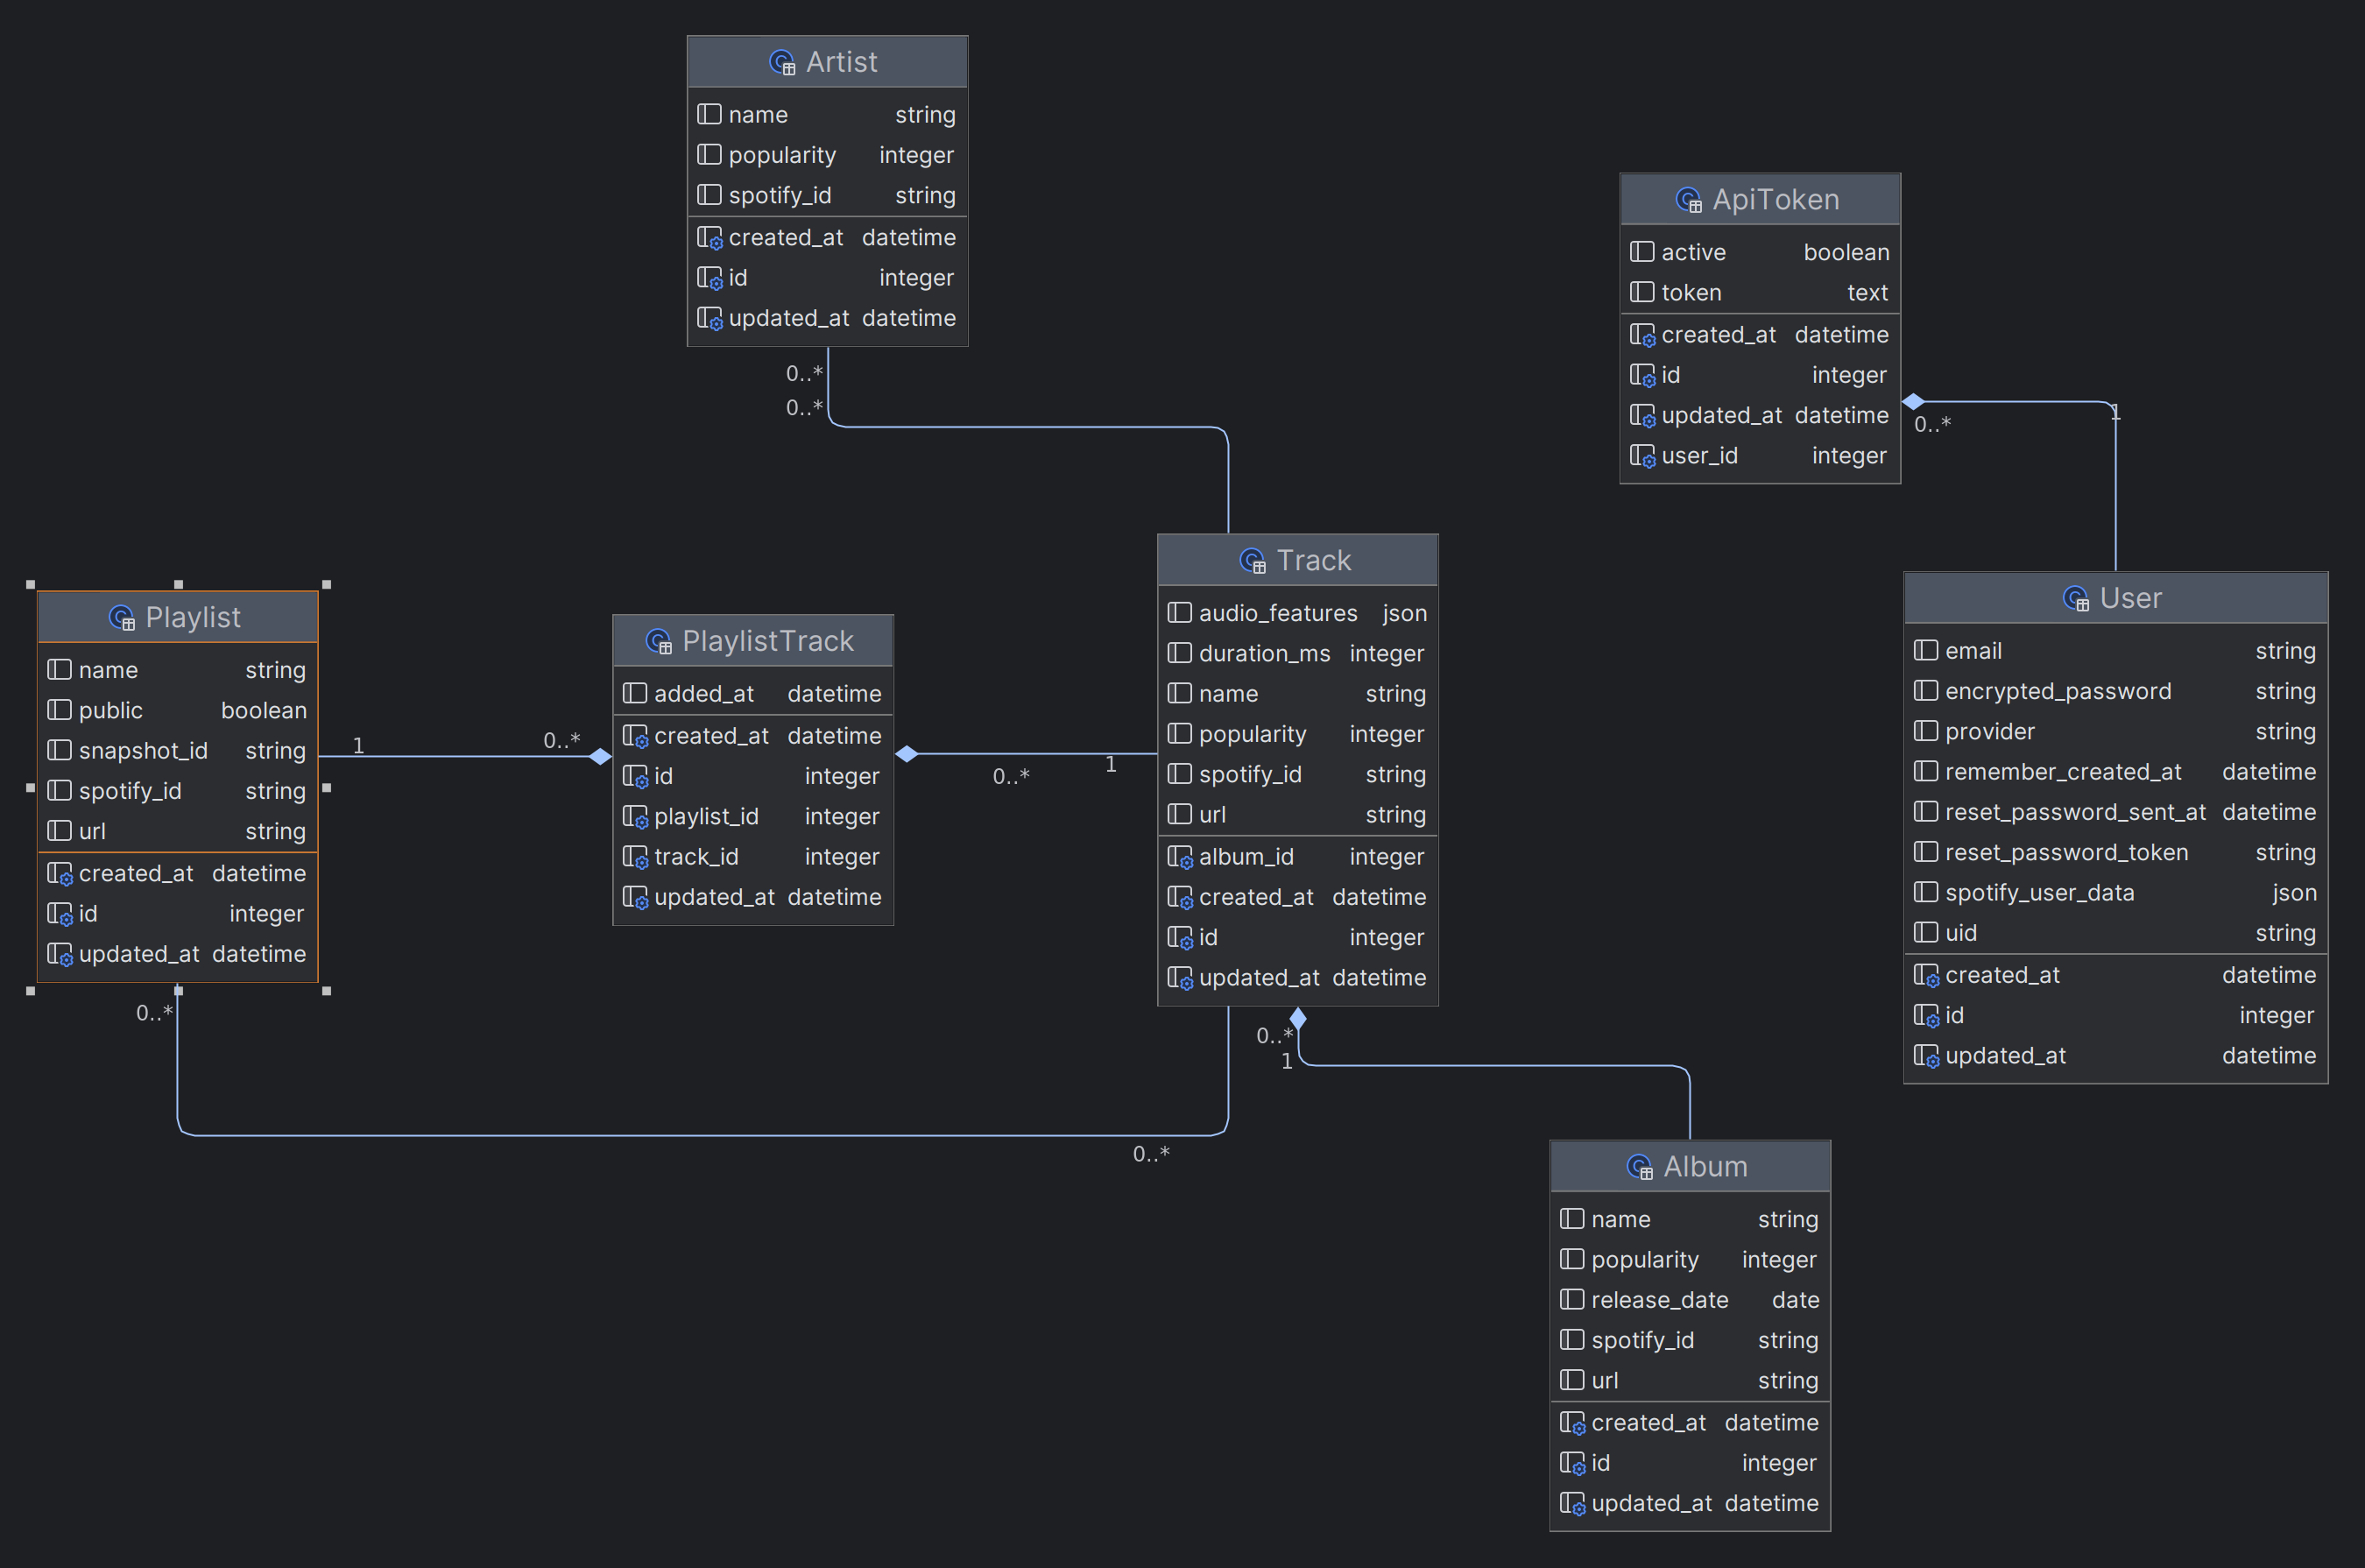 Artist
name string
popularity integer
spotify_id string
created_at datetime
id integer
updated_at datetime
0..*
0..*
ApiToken
active boolean
token text
created_at datetime
id integer
updated_at datetime
user_id integer
0..*
1
Playlist
name string
public boolean
snapshot_id string
spotify_id string
url string
created_at datetime
id integer
updated_at datetime
1
0..*
0..*
PlaylistTrack
added_at datetime
created_at datetime
id integer
playlist_id integer
track_id integer
updated_at datetime
0..*
1
Track
audio_features json
duration_ms integer
name string
popularity integer
spotify_id string
url string
album_id integer
created_at datetime
id integer
updated_at datetime
0..*
1
0..*
User
email string
encrypted_password string
provider string
remember_created_at datetime
reset_password_sent_at datetime
reset_password_token string
spotify_user_data json
uid string
created_at datetime
id integer
updated_at datetime
Album
name string
popularity integer
release_date date
spotify_id string
url string
created_at datetime
id integer
updated_at datetime